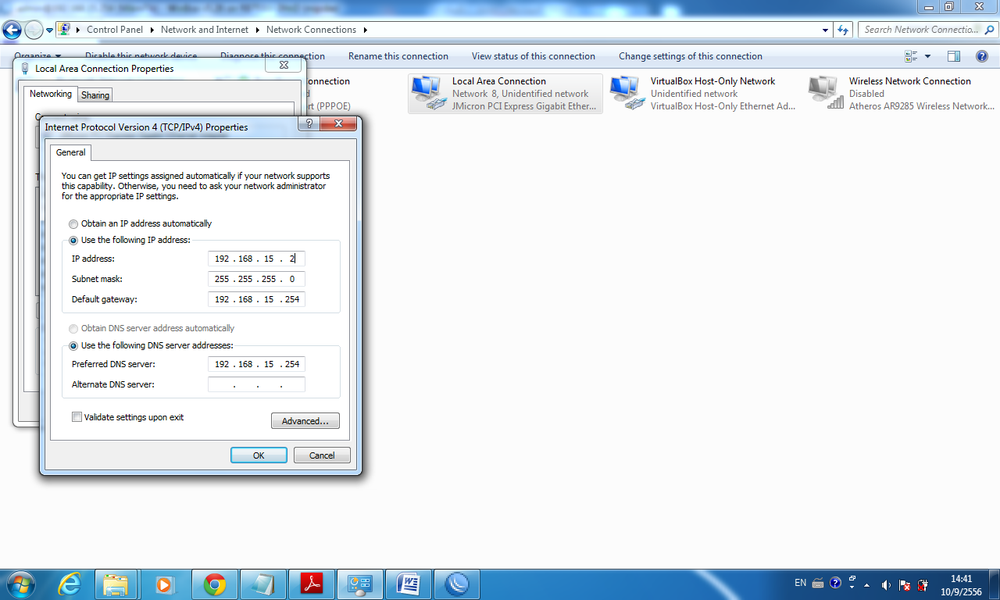 Control Panel Network and Internet Network Connections
Search Network Connectio...
Organize Disable this network device Diagnose this connection Rename this connection View status of this connection Change settings of this connection
Local Area Connection Properties
Networking Sharing
onnection
rt (PPPOE)
Local Area Connection
Network 8, Unidentified network
JMicron PCI Express Gigabit Ether...
VirtualBox Host-Only Network
Unidentified network
VirtualBox Host-Only Ethernet Ad...
Wireless Network Connection
Disabled
Atheros AR9285 Wireless Network...
Internet Protocol Version 4 (TCP/IPv4) Properties
General
You can get IP settings assigned automatically if your network supports
this capability. Otherwise, you need to ask your network administrator
for the appropriate IP settings.
Obtain an IP address automatically
Use the following IP address:
IP address: 192 . 168 . 15 . 2
Subnet mask: 255 . 255 . 255 . 0
Default gateway: 192 . 168 . 15 . 254
Obtain DNS server address automatically
Use the following DNS server addresses:
Preferred DNS server: 192 . 168 . 15 . 254
Alternate DNS server: . . .
Validate settings upon exit
Advanced...
OK Cancel
EN
14:41
10/9/2556